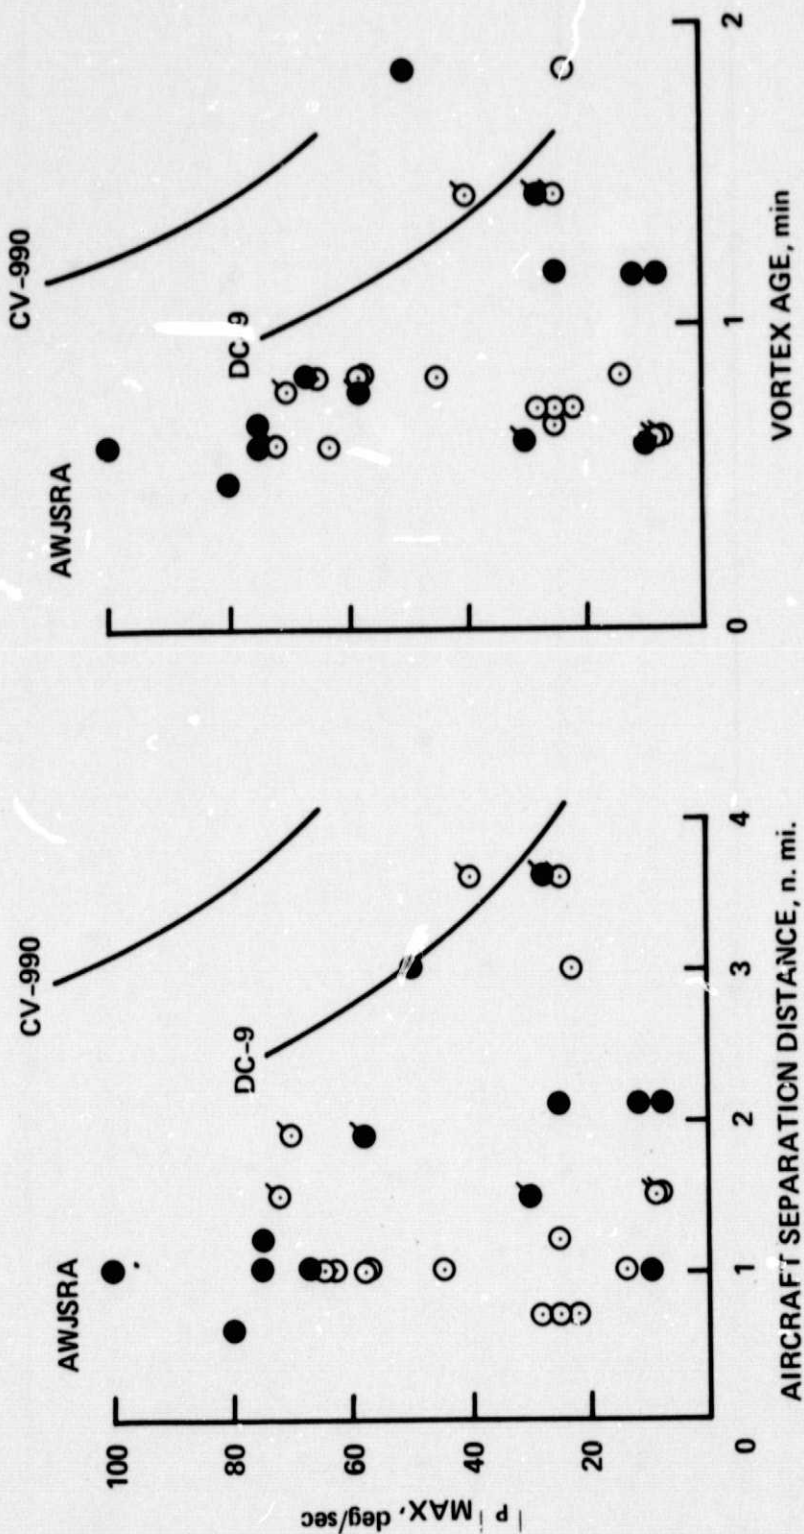 |P|MAX, deg/sec
100
80
60
40
20
0
1
2
3
4
AIRCRAFT SEPARATION DISTANCE, n. mi.
AWJSRA
DC-9
CV-990
0
1
2
VORTEX AGE, min
AWJSRA
DC-9
CV-990